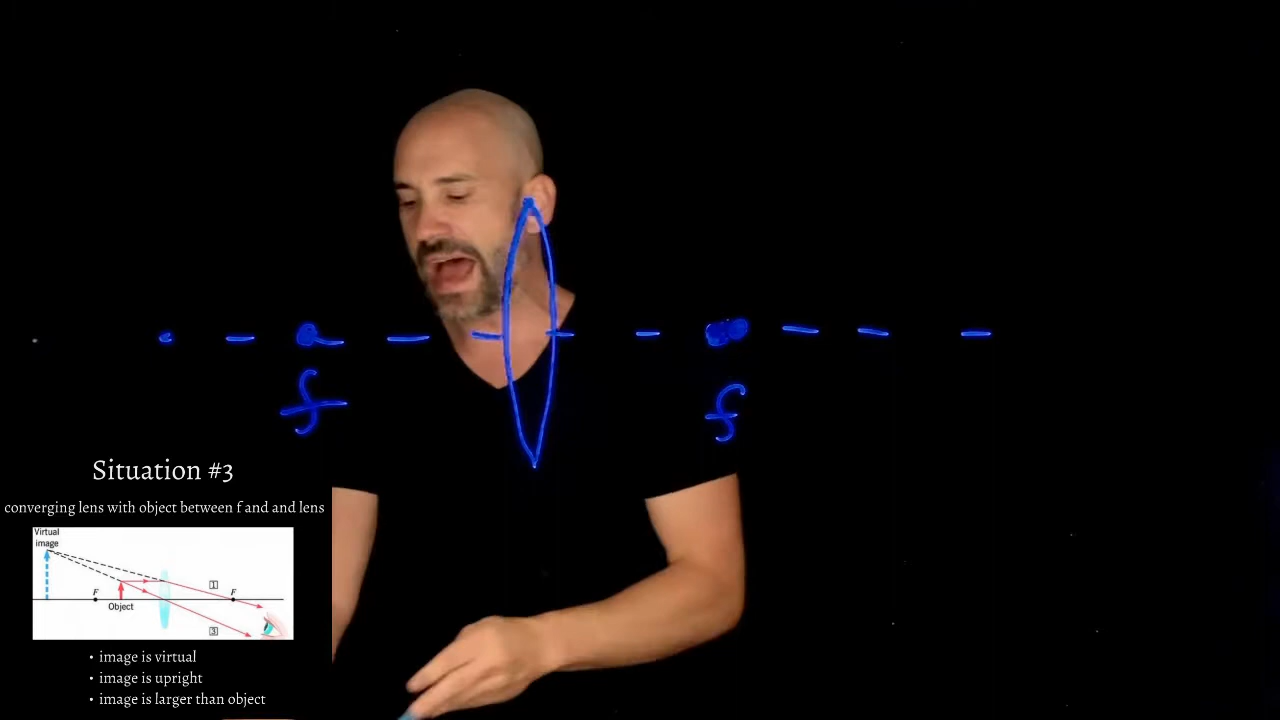 f
f
Situation #3
converging lens with object between f and and lens
Virtual
image
F
Object
1
F
3
• image is virtual
• image is upright
• image is larger than object